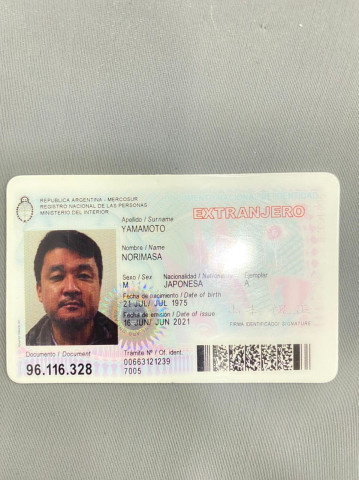 REPUBLICA ARGENTINA - MERCOSUR
REGISTRO NACIONAL DE LAS PERSONAS
MINISTERIO DEL INTERIOR
Apellido / Surname
YAMAMOTO
EXTRANJERO
Nombre / Name
NORIMASA
Sexo / Sex Nacionalidad / Nationality Ejemplar
M JAPONESA A
Fecha de nacimiento / Date of birth
21 JUL/ JUL 1975
Fecha de emisión / Date of issue
16 JUN/ JUN 2021
FIRMA IDENTIFICADO/ SIGNATURE
Documento / Document
96.116.328
Trámite Nº / Of. ident.
00663121239
7005